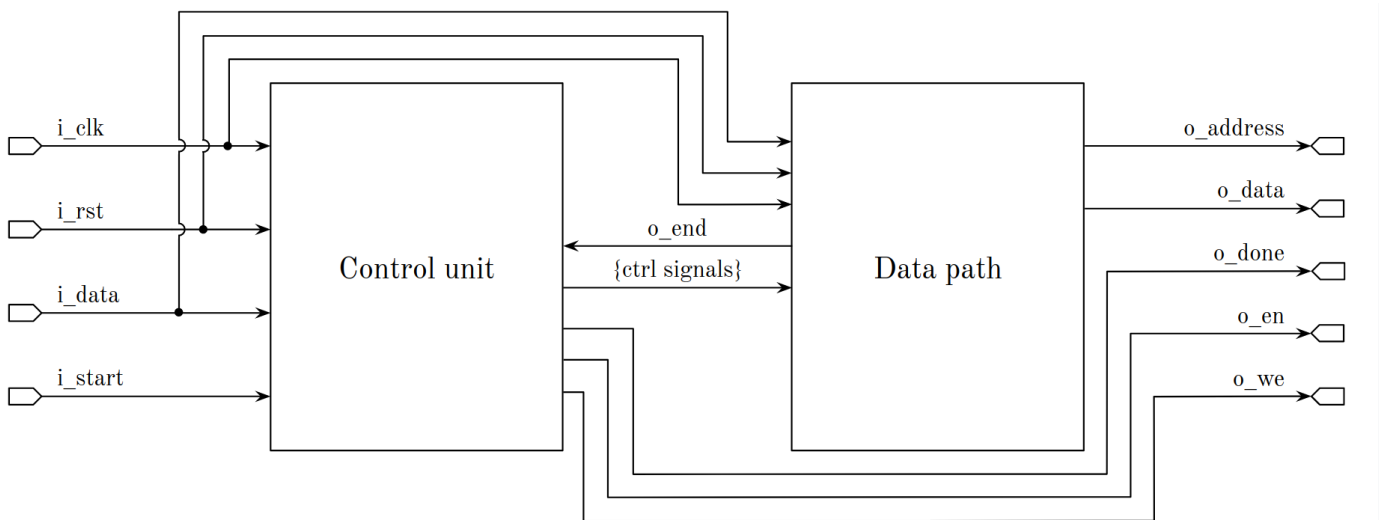 i_clk
i_rst
i_data
i_start
Control unit
o_end
{ctrl signals}
Data path
o_address
o_data
o_done
o_en
o_we